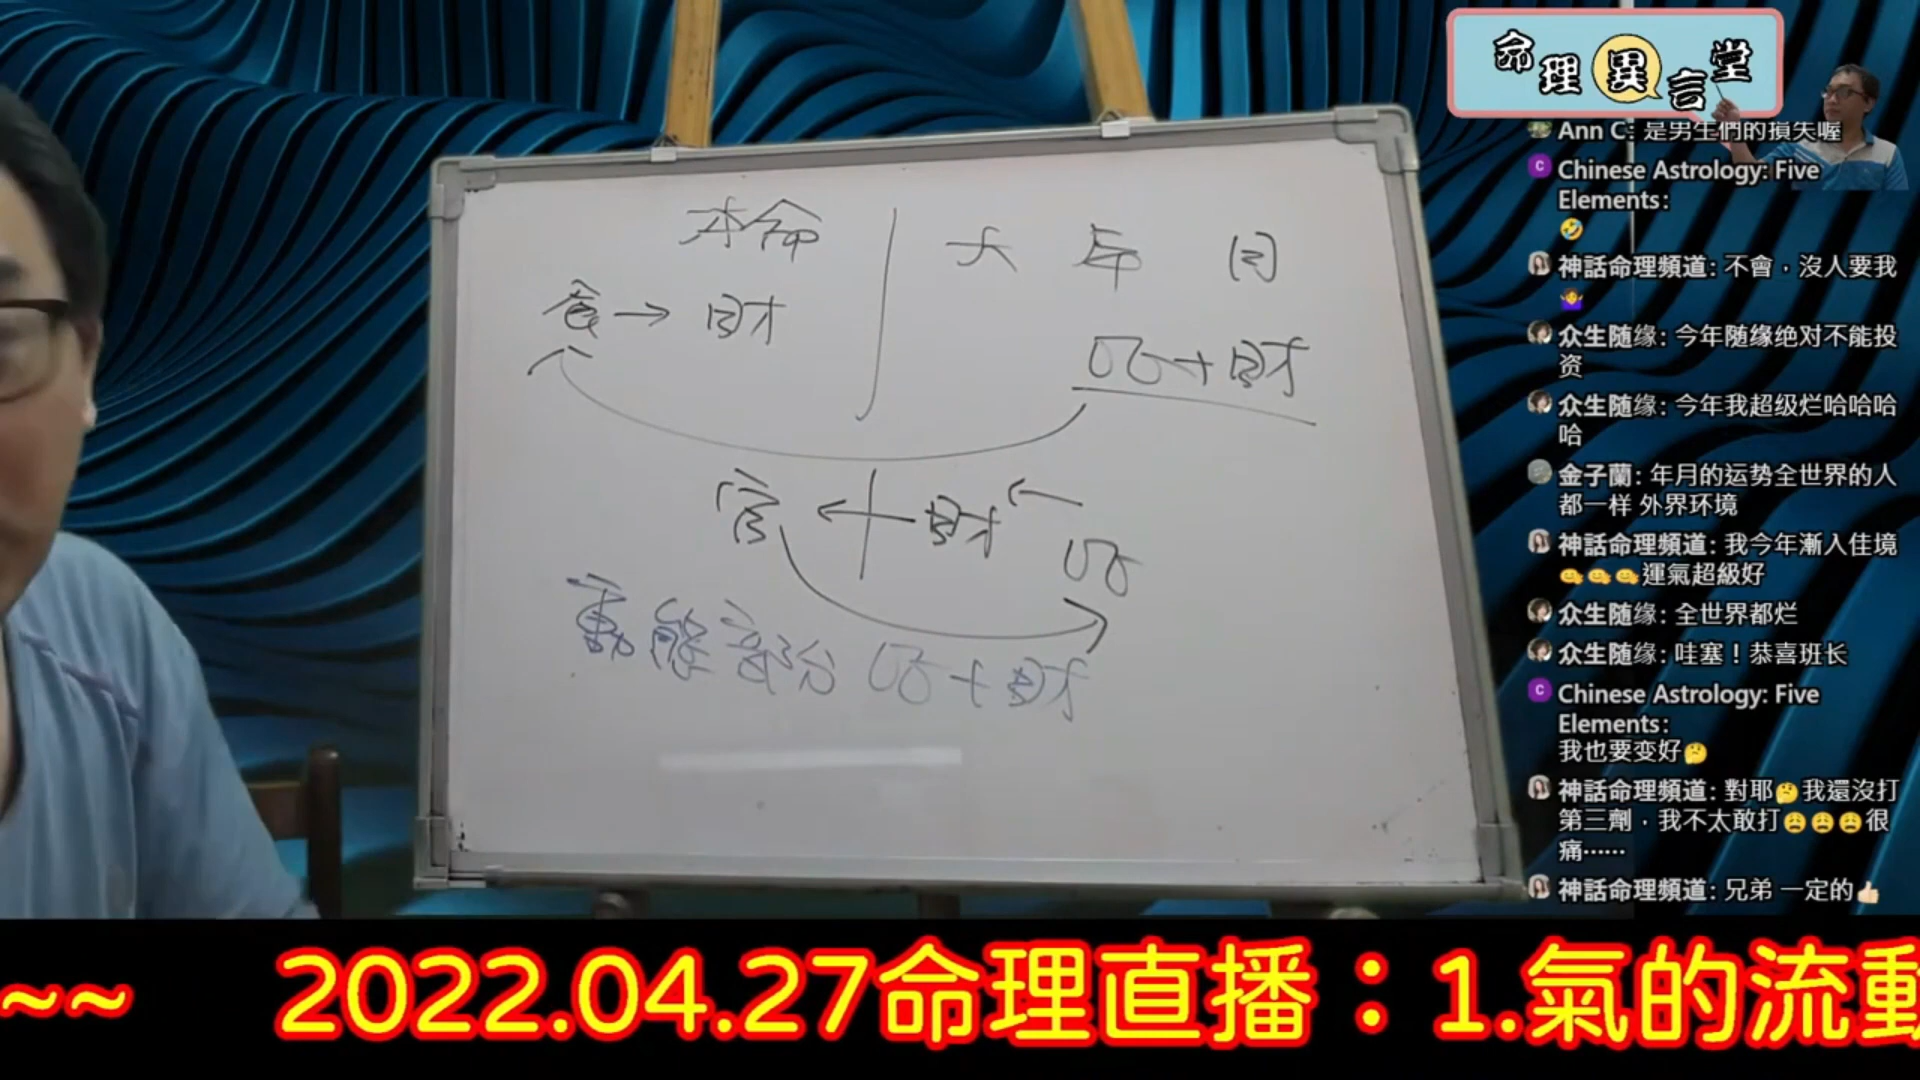 命理異言堂
本命 大 年 月
食→財
卩+財
官←財←卩
動態部分 卩+財
Ann C: 是男生們的損失喔
Chinese Astrology: Five
Elements:
🤣
神話命理頻道: 不會，沒人要我
🤷‍♀️
众生随缘: 今年随缘绝对不能投
资
众生随缘: 今年我超级烂哈哈哈
哈
金子蘭: 年月的运势全世界的人
都一样 外界环境
神話命理頻道: 我今年漸入佳境
🤗🤗🤗運氣超級好
众生随缘: 全世界都烂
众生随缘: 哇塞！恭喜班长
Chinese Astrology: Five
Elements:
我也要变好🤔
神話命理頻道: 對耶🤔我還沒打
第三劑，我不太敢打😩😩😩很
痛……
神話命理頻道: 兄弟 一定的👍🏻
~~ 2022.04.27命理直播：1.氣的流動